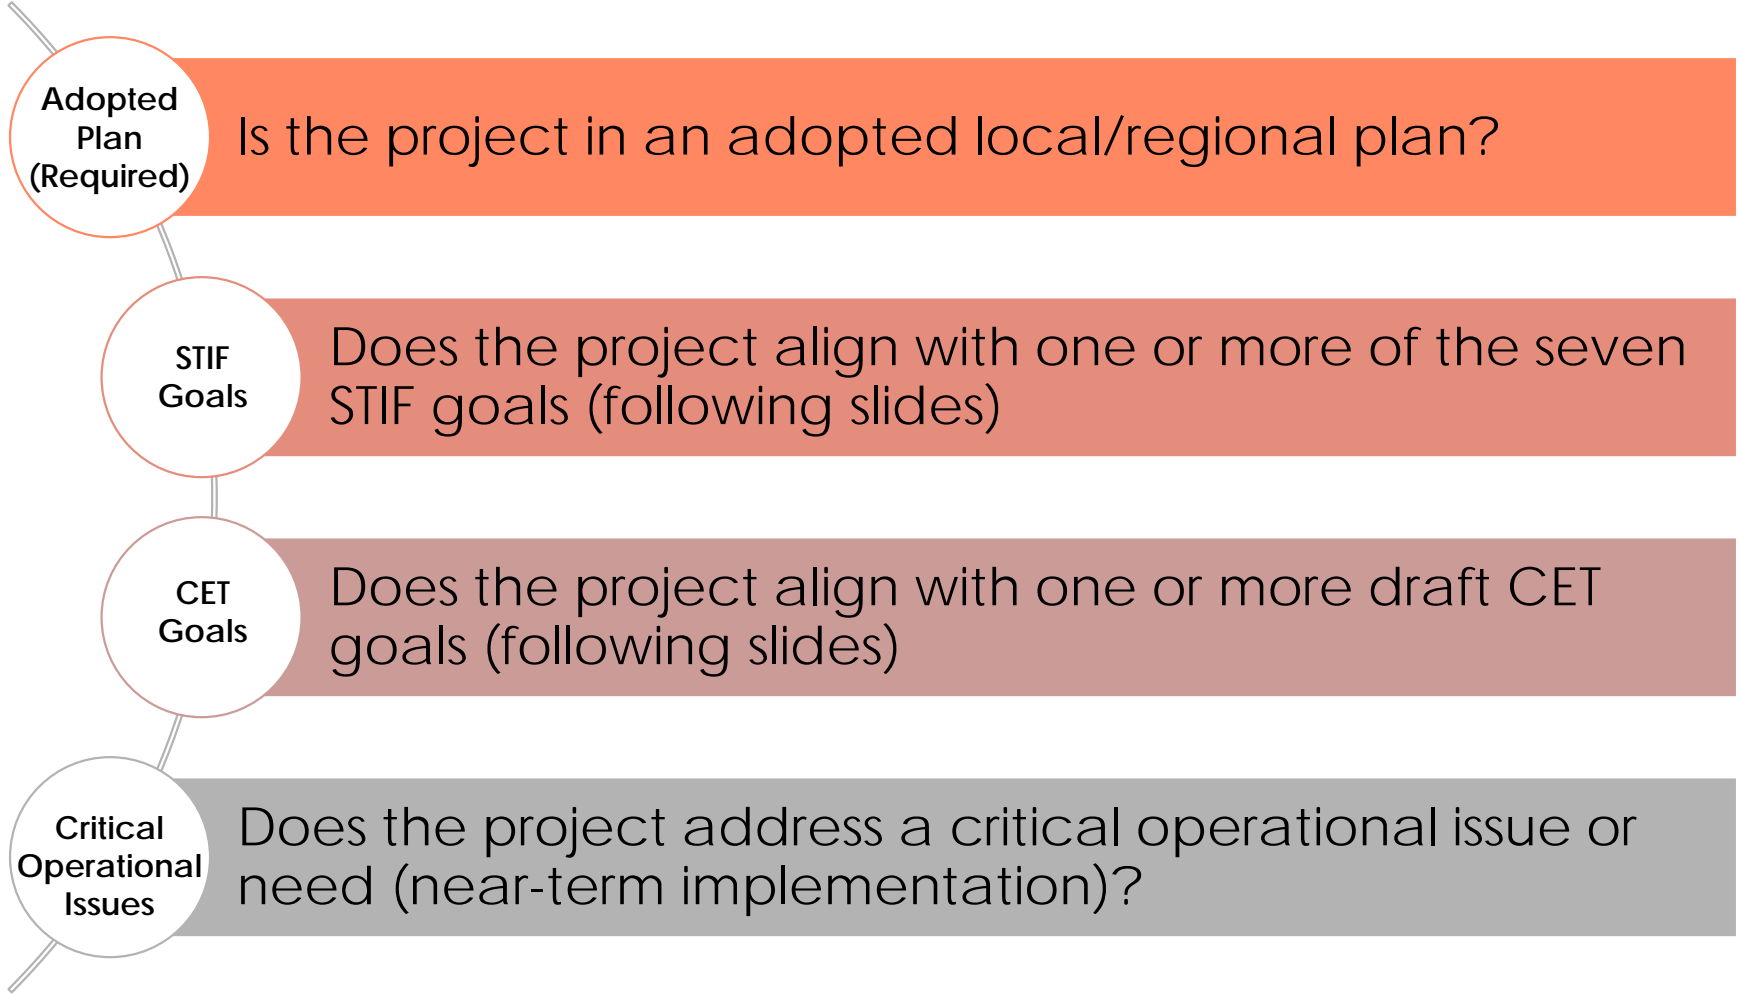 Adopted
Plan
(Required)
Is the project in an adopted local/regional plan?
STIF
Goals
Does the project align with one or more of the seven
STIF goals (following slides)
CET
Goals
Does the project align with one or more draft CET
goals (following slides)
Critical
Operational
Issues
Does the project address a critical operational issue or
need (near-term implementation)?